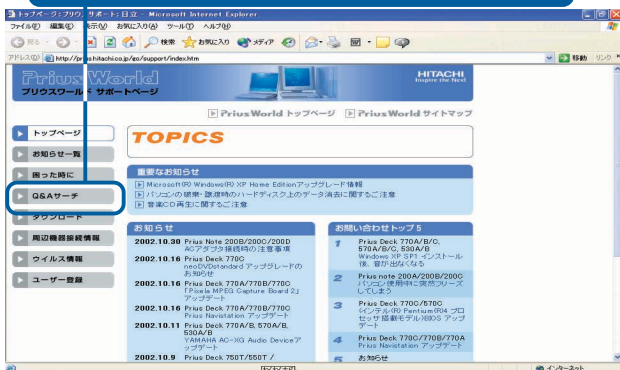 トップページ:プリウスサポート:日立 - Microsoft Internet Explorer
ファイル(F) 編集(E) 表示(V) お気に入り(A) ツール(T) ヘルプ(H)
戻る 検索 お気に入り メディア
アドレス(D) http://prius.hitachi.co.jp/go/support/index.htm 移動 リンク
Prius World
プリウスワールド サポートページ
HITACHI
Inspire the Next
Prius World トップページ Prius World サイトマップ
トップページ
お知らせ一覧
困った時に
Q&Aサーチ
ダウンロード
周辺機器接続情報
ウイルス情報
ユーザー登録
TOPICS
重要なお知らせ
Microsoft(R) Windows(R) XP Home Editionアップグレード情報
パソコンの破棄・譲渡時のハードディスク上のデータ消去に関するご注意
音楽CD再生に関するご注意
お知らせ
2002.10.30 Prius Note 200B/200C/200D
ACアダプタ接続時の注意事項
2002.10.16 Prius Deck 770C
neoDVDstandard アップグレードのお知らせ
2002.10.16 Prius Deck 770A/770B/770C
「Pixela MPEG Capture Board 2」
アップデート
2002.10.16 Prius Deck 770A/770B/770C
Prius Navistation アップデート
2002.10.11 Prius Deck 770A/B, 570A/B,
530A/B
YAMAHA AC-XG Audio Deviceア
ップデート
2002.10.9 Prius Deck 750T/550T /
お問い合わせトップ5
1 Prius Deck 770A/B/C,
570A/B/C, 530A/B
Windows XP SP1 インストール
後、音が出なくなる
2 Prius note 200A/200B/200C
パソコン使用中に突然フリーズ
してしまう
3 Prius Deck 770C/570C
(インテル(R) Pentium(R)4 プロ
セッサ搭載モデル)BIOS アップ
デート
4 Prius Deck 770C/770B/770A
Prius Navistation アップデート
5 お知らせ
インターネット